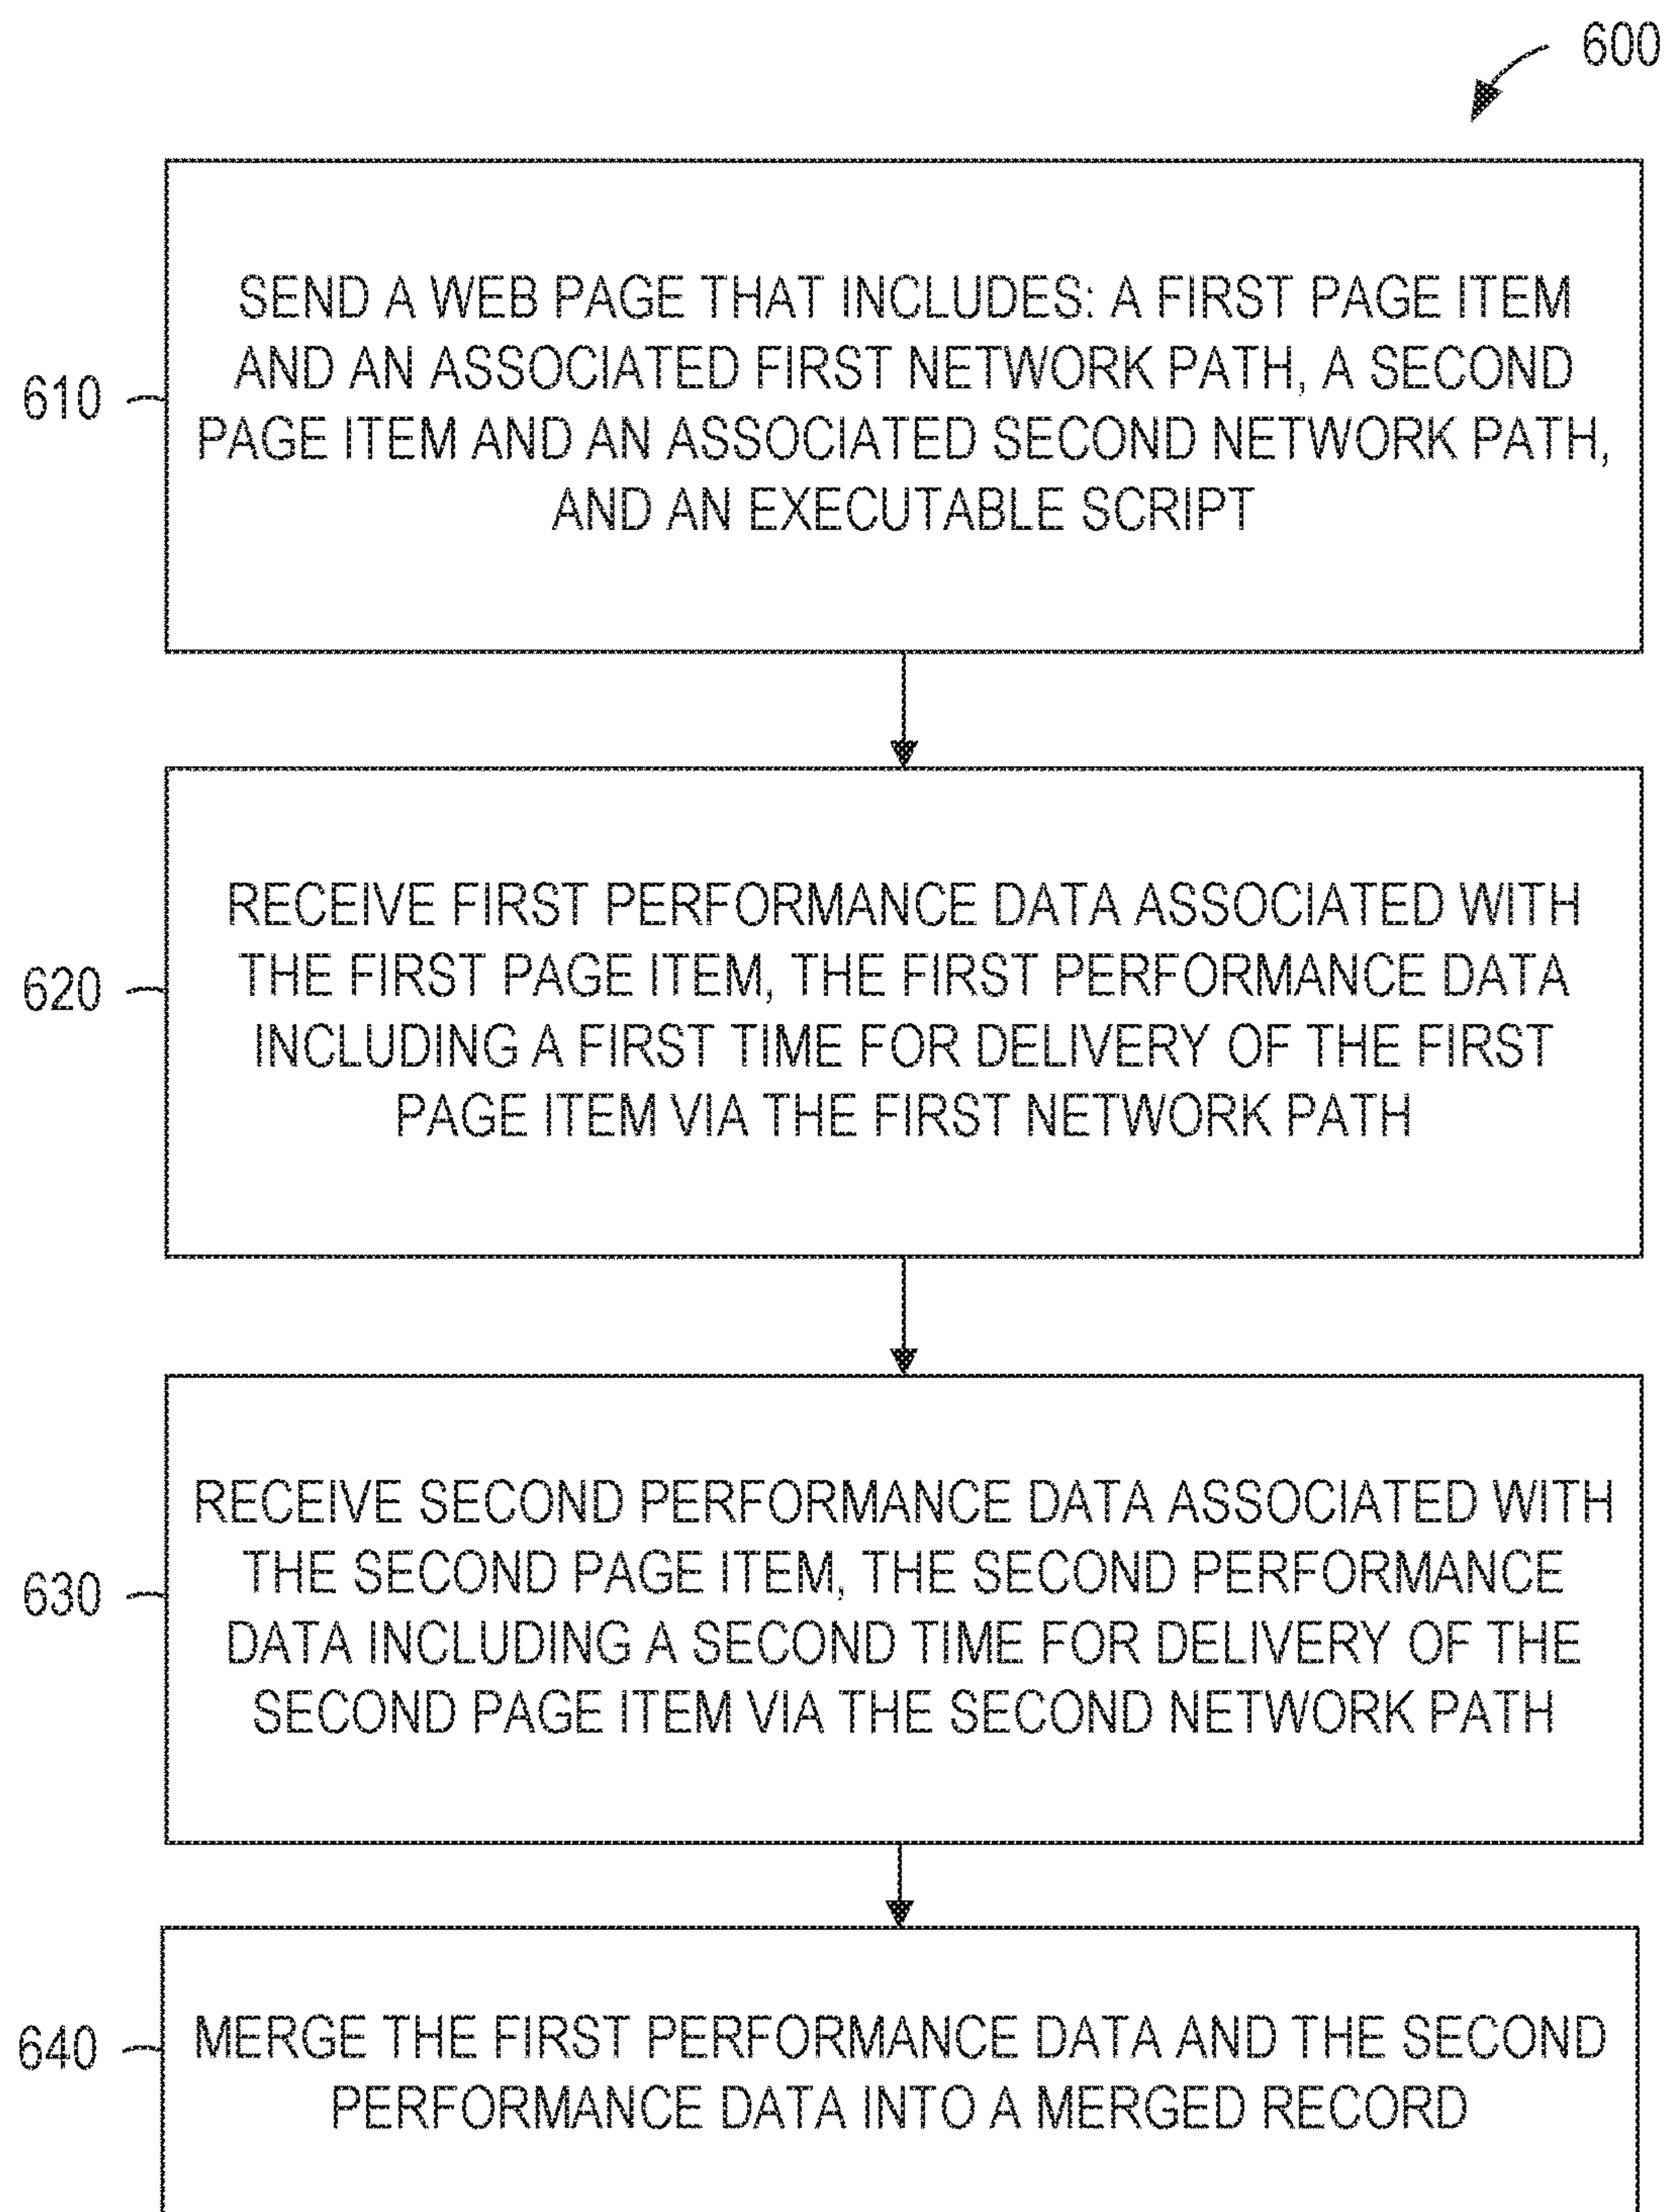 600
SEND A WEB PAGE THAT INCLUDES: A FIRST PAGE ITEM
AND AN ASSOCIATED FIRST NETWORK PATH, A SECOND
PAGE ITEM AND AN ASSOCIATED SECOND NETWORK PATH,
AND AN EXECUTABLE SCRIPT
610
RECEIVE FIRST PERFORMANCE DATA ASSOCIATED WITH
THE FIRST PAGE ITEM, THE FIRST PERFORMANCE DATA
INCLUDING A FIRST TIME FOR DELIVERY OF THE FIRST
PAGE ITEM VIA THE FIRST NETWORK PATH
620
RECEIVE SECOND PERFORMANCE DATA ASSOCIATED WITH
THE SECOND PAGE ITEM, THE SECOND PERFORMANCE
DATA INCLUDING A SECOND TIME FOR DELIVERY OF THE
SECOND PAGE ITEM VIA THE SECOND NETWORK PATH
630
MERGE THE FIRST PERFORMANCE DATA AND THE SECOND
PERFORMANCE DATA INTO A MERGED RECORD
640